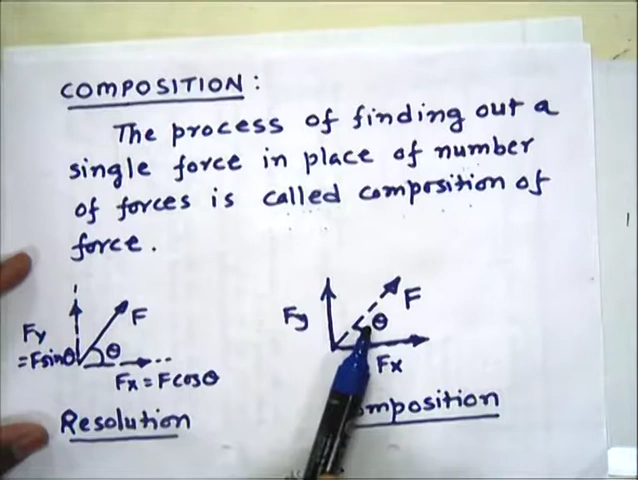 COMPOSITION :
The process of finding out a
single force in place of number
of forces is called composition of
force.
Fy
= Fsinθ
F
θ
Fx = Fcosθ
Resolution
Fy
F
θ
Fx
omposition